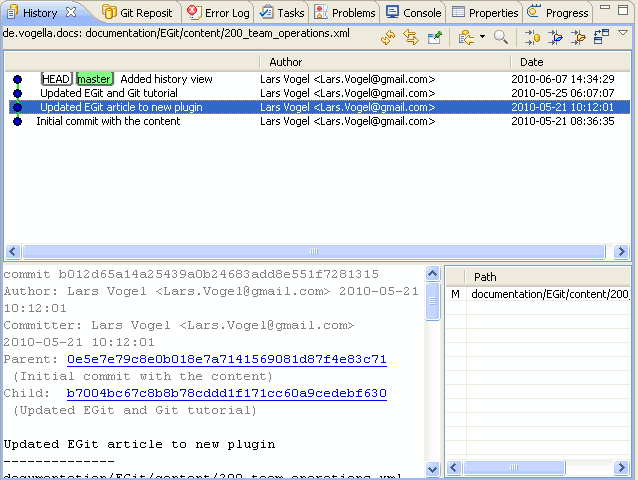 History Git Reposit Error Log Tasks Problems Console Properties Progress
de.vogella.docs: documentation/EGit/content/200_team_operations.xml
Author Date
HEAD master Added history view Lars Vogel <Lars.Vogel@gmail.com> 2010-06-07 14:34:29
Updated EGit and Git tutorial Lars Vogel <Lars.Vogel@gmail.com> 2010-05-25 06:07:07
Updated EGit article to new plugin Lars Vogel <Lars.Vogel@gmail.com> 2010-05-21 10:12:01
Initial commit with the content Lars Vogel <Lars.Vogel@gmail.com> 2010-05-21 08:36:35
commit b012d65a14a25439a0b24683add8e551f7281315
Author: Lars Vogel <Lars.Vogel@gmail.com> 2010-05-21
10:12:01
Committer: Lars Vogel <Lars.Vogel@gmail.com>
2010-05-21 10:12:01
Parent: 0e5e7e79c8e0b018e7a7141569081d87f4e83c71
(Initial commit with the content)
Child: b7004bc67c8b8b78cddd1f171cc60a9cedebf630
(Updated EGit and Git tutorial)
Updated EGit article to new plugin
--------------
documentation/EGit/content/200_team_operations.xml
Path
M documentation/EGit/content/200_